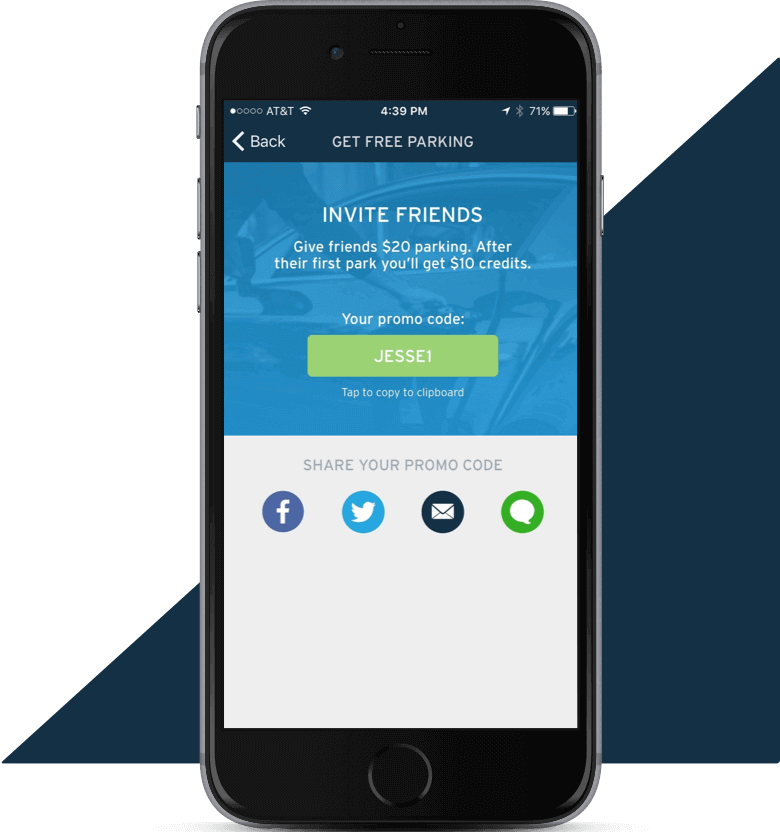 AT&T 4:39 PM 71%
Back GET FREE PARKING
INVITE FRIENDS
Give friends $20 parking. After
their first park you'll get $10 credits.
Your promo code:
JESSE1
Tap to copy to clipboard
SHARE YOUR PROMO CODE